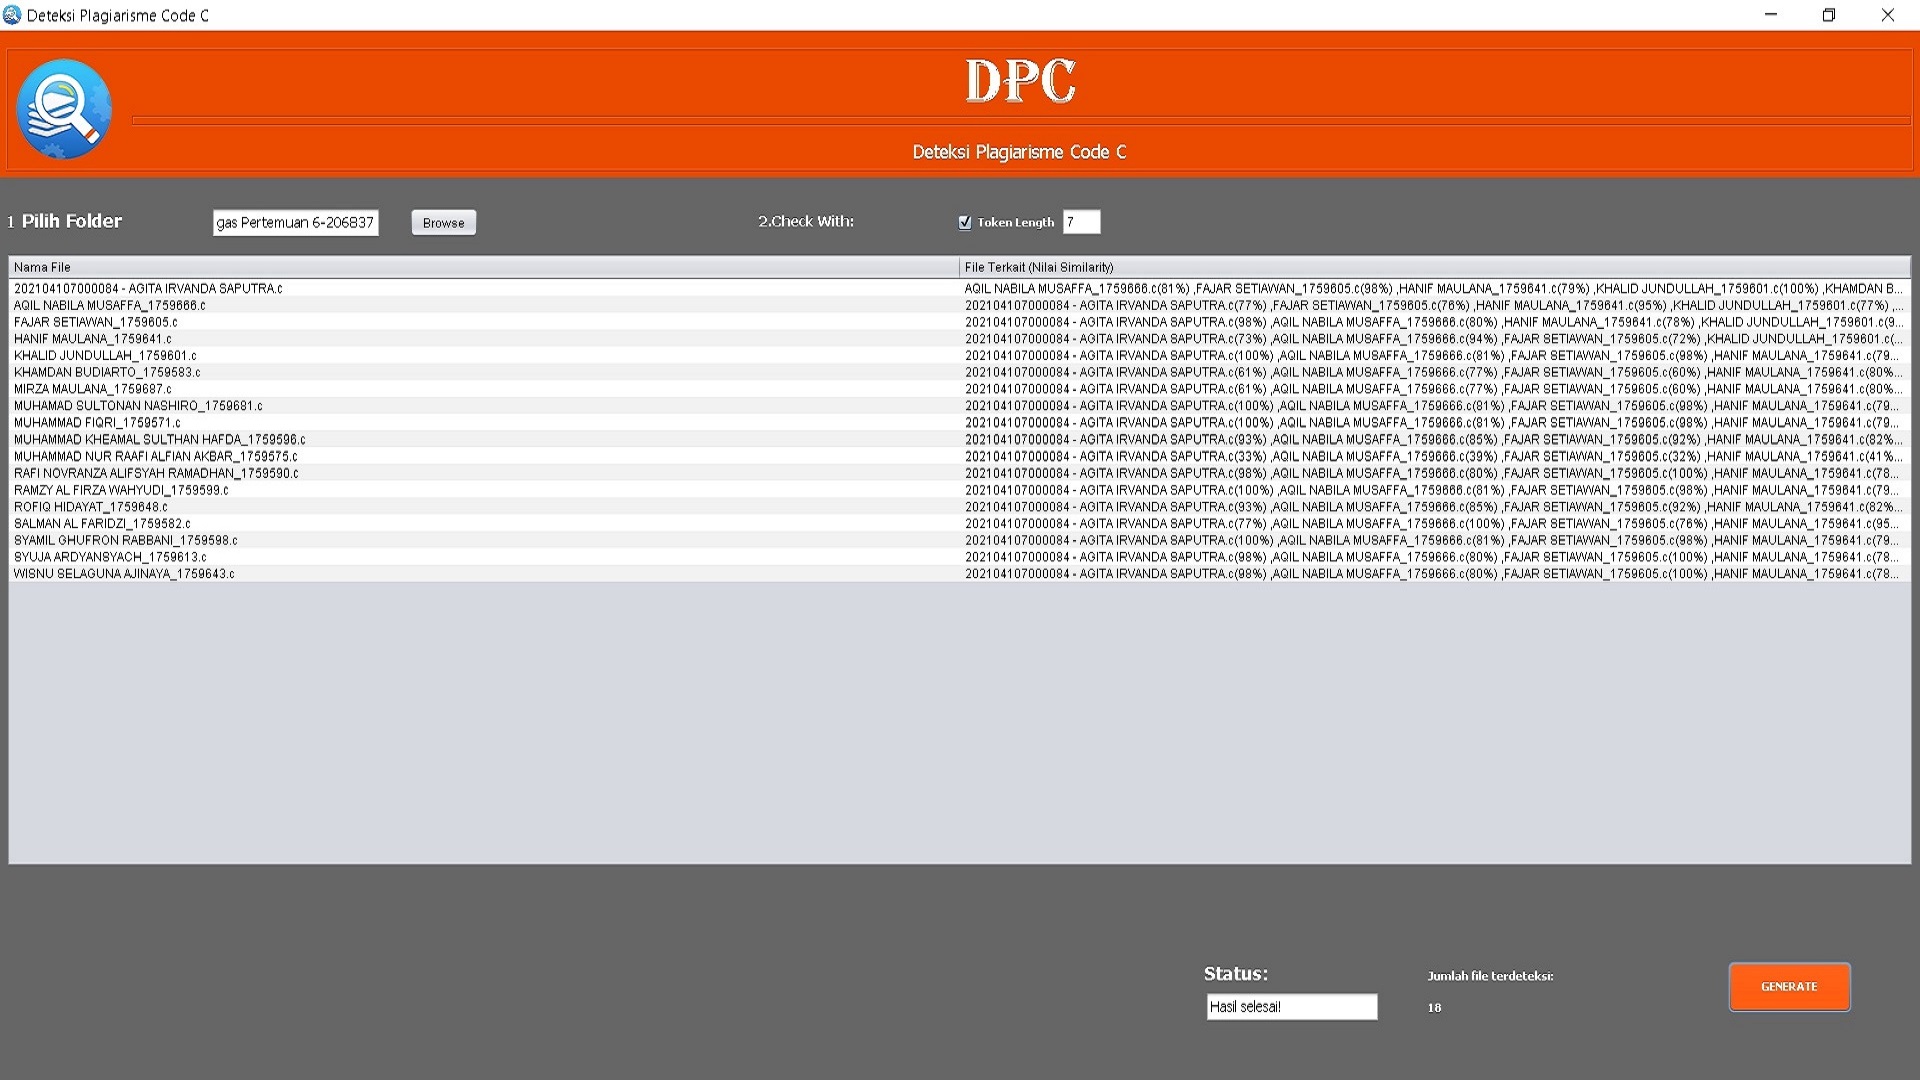 Deteksi Plagiarisme Code C
DPC
Deteksi Plagiarisme Code C
1 Pilih Folder gas Pertemuan 6-206837 Browse 2.Check With: Token Length 7
Nama File File Terkait (Nilai Similarity)
202104107000084 - AGITA IRVANDA SAPUTRA.c AQIL NABILA MUSAFFA_1759666.c(81%) ,FAJAR SETIAWAN_1759605.c(98%) ,HANIF MAULANA_1759641.c(79%) ,KHALID JUNDULLAH_1759601.c(100%) ,KHAMDAN B...
AQIL NABILA MUSAFFA_1759666.c 202104107000084 - AGITA IRVANDA SAPUTRA.c(77%) ,FAJAR SETIAWAN_1759605.c(76%) ,HANIF MAULANA_1759641.c(95%) ,KHALID JUNDULLAH_1759601.c(77%) ,...
FAJAR SETIAWAN_1759605.c 202104107000084 - AGITA IRVANDA SAPUTRA.c(98%) ,AQIL NABILA MUSAFFA_1759666.c(80%) ,HANIF MAULANA_1759641.c(78%) ,KHALID JUNDULLAH_1759601.c(9...
HANIF MAULANA_1759641.c 202104107000084 - AGITA IRVANDA SAPUTRA.c(73%) ,AQIL NABILA MUSAFFA_1759666.c(94%) ,FAJAR SETIAWAN_1759605.c(72%) ,KHALID JUNDULLAH_1759601.c(...
KHALID JUNDULLAH_1759601.c 202104107000084 - AGITA IRVANDA SAPUTRA.c(100%) ,AQIL NABILA MUSAFFA_1759666.c(81%) ,FAJAR SETIAWAN_1759605.c(98%) ,HANIF MAULANA_1759641.c(79...
KHAMDAN BUDIARTO_1759583.c 202104107000084 - AGITA IRVANDA SAPUTRA.c(61%) ,AQIL NABILA MUSAFFA_1759666.c(77%) ,FAJAR SETIAWAN_1759605.c(60%) ,HANIF MAULANA_1759641.c(80%...
MIRZA MAULANA_1759687.c 202104107000084 - AGITA IRVANDA SAPUTRA.c(61%) ,AQIL NABILA MUSAFFA_1759666.c(77%) ,FAJAR SETIAWAN_1759605.c(60%) ,HANIF MAULANA_1759641.c(80%...
MUHAMAD SULTONAN NASHIRO_1759681.c 202104107000084 - AGITA IRVANDA SAPUTRA.c(100%) ,AQIL NABILA MUSAFFA_1759666.c(81%) ,FAJAR SETIAWAN_1759605.c(98%) ,HANIF MAULANA_1759641.c(79...
MUHAMMAD FIQRI_1759571.c 202104107000084 - AGITA IRVANDA SAPUTRA.c(100%) ,AQIL NABILA MUSAFFA_1759666.c(81%) ,FAJAR SETIAWAN_1759605.c(98%) ,HANIF MAULANA_1759641.c(79...
MUHAMMAD KHEAMAL SULTHAN HAFDA_1759596.c 202104107000084 - AGITA IRVANDA SAPUTRA.c(93%) ,AQIL NABILA MUSAFFA_1759666.c(85%) ,FAJAR SETIAWAN_1759605.c(92%) ,HANIF MAULANA_1759641.c(82%...
MUHAMMAD NUR RAAFI ALFIAN AKBAR_1759575.c 202104107000084 - AGITA IRVANDA SAPUTRA.c(33%) ,AQIL NABILA MUSAFFA_1759666.c(39%) ,FAJAR SETIAWAN_1759605.c(32%) ,HANIF MAULANA_1759641.c(41%...
RAFI NOVRANZA ALIFSYAH RAMADHAN_1759590.c 202104107000084 - AGITA IRVANDA SAPUTRA.c(98%) ,AQIL NABILA MUSAFFA_1759666.c(80%) ,FAJAR SETIAWAN_1759605.c(100%) ,HANIF MAULANA_1759641.c(78...
RAMZY AL FIRZA WAHYUDI_1759599.c 202104107000084 - AGITA IRVANDA SAPUTRA.c(100%) ,AQIL NABILA MUSAFFA_1759666.c(81%) ,FAJAR SETIAWAN_1759605.c(98%) ,HANIF MAULANA_1759641.c(79...
ROFIQ HIDAYAT_1759648.c 202104107000084 - AGITA IRVANDA SAPUTRA.c(93%) ,AQIL NABILA MUSAFFA_1759666.c(85%) ,FAJAR SETIAWAN_1759605.c(92%) ,HANIF MAULANA_1759641.c(82%...
SALMAN AL FARIDZI_1759582.c 202104107000084 - AGITA IRVANDA SAPUTRA.c(77%) ,AQIL NABILA MUSAFFA_1759666.c(100%) ,FAJAR SETIAWAN_1759605.c(76%) ,HANIF MAULANA_1759641.c(95...
SYAMIL GHUFRON RABBANI_1759598.c 202104107000084 - AGITA IRVANDA SAPUTRA.c(100%) ,AQIL NABILA MUSAFFA_1759666.c(81%) ,FAJAR SETIAWAN_1759605.c(98%) ,HANIF MAULANA_1759641.c(79...
SYUJA ARDYANSYACH_1759613.c 202104107000084 - AGITA IRVANDA SAPUTRA.c(98%) ,AQIL NABILA MUSAFFA_1759666.c(80%) ,FAJAR SETIAWAN_1759605.c(100%) ,HANIF MAULANA_1759641.c(78...
WISNU SELAGUNA AJINAYA_1759643.c 202104107000084 - AGITA IRVANDA SAPUTRA.c(98%) ,AQIL NABILA MUSAFFA_1759666.c(80%) ,FAJAR SETIAWAN_1759605.c(100%) ,HANIF MAULANA_1759641.c(78...
Status: Jumlah file terdeteksi: GENERATE
Hasil selesai! 18